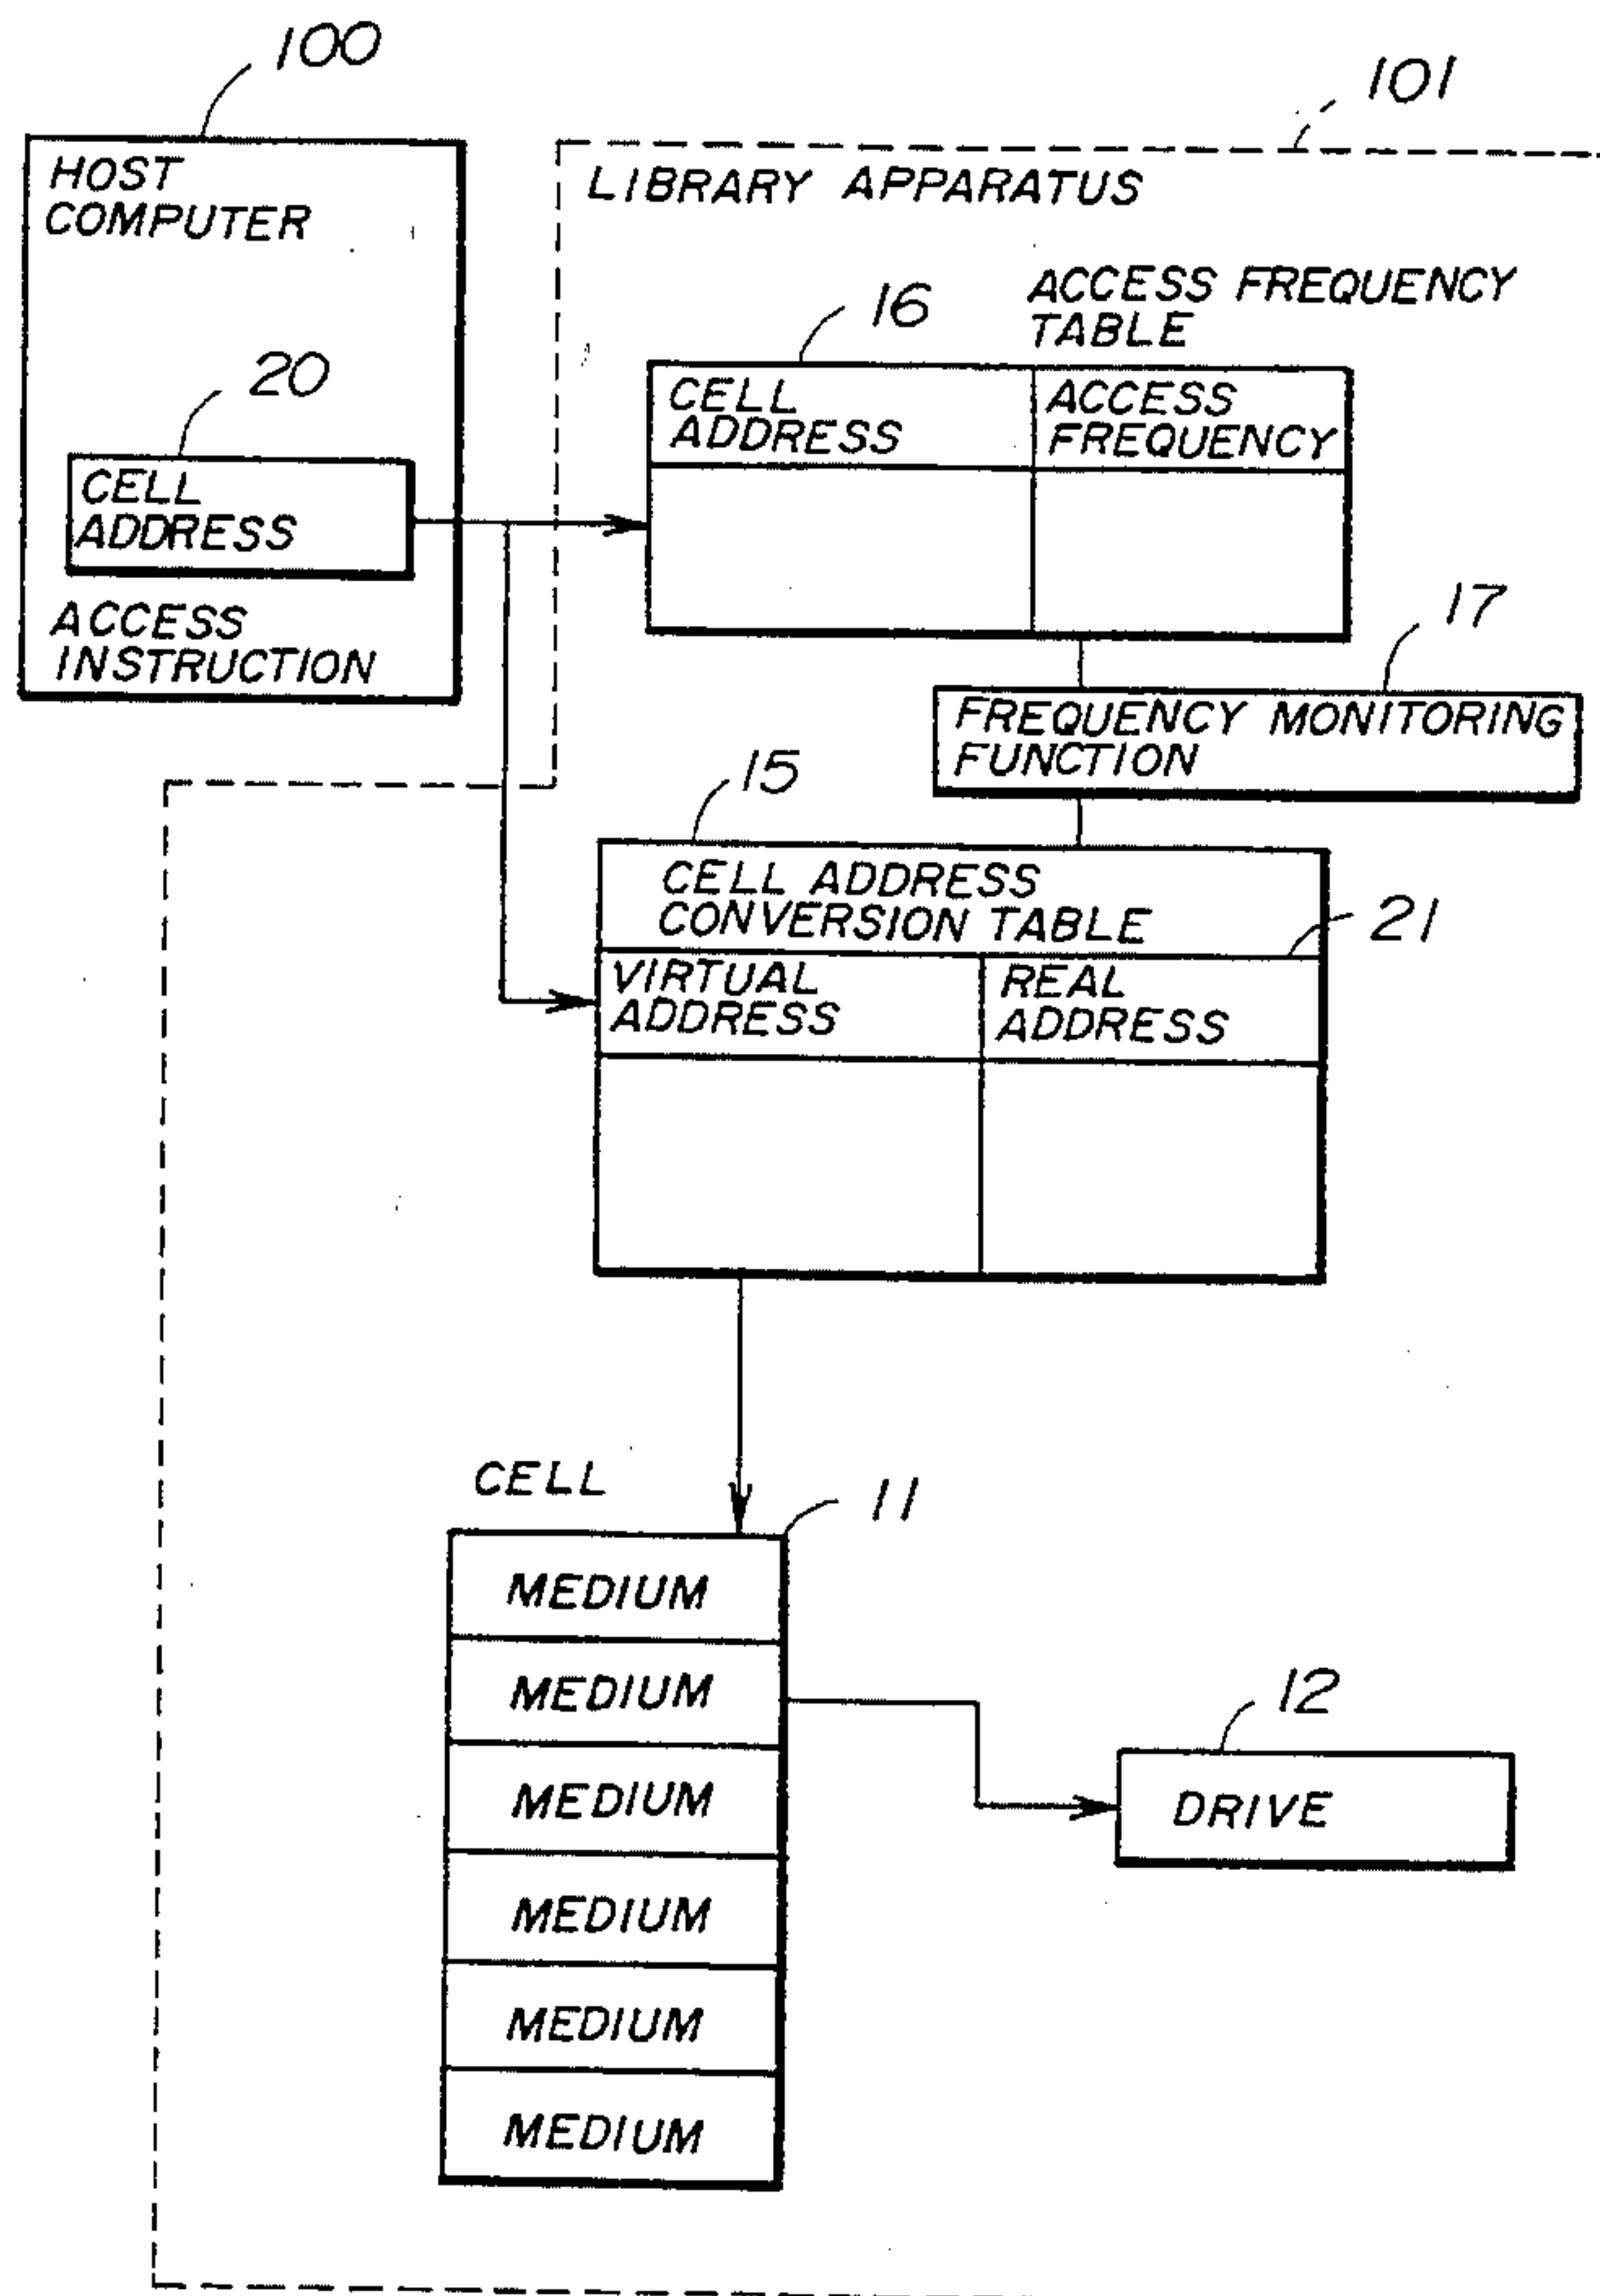 100
101
HOST
COMPUTER
LIBRARY APPARATUS
16
ACCESS FREQUENCY
TABLE
20
CELL
ADDRESS
ACCESS
FREQUENCY
CELL
ADDRESS
ACCESS
INSTRUCTION
17
FREQUENCY MONITORING
FUNCTION
15
CELL ADDRESS
CONVERSION TABLE
21
VIRTUAL
ADDRESS
REAL
ADDRESS
CELL
11
MEDIUM
MEDIUM
12
MEDIUM
DRIVE
MEDIUM
MEDIUM
MEDIUM